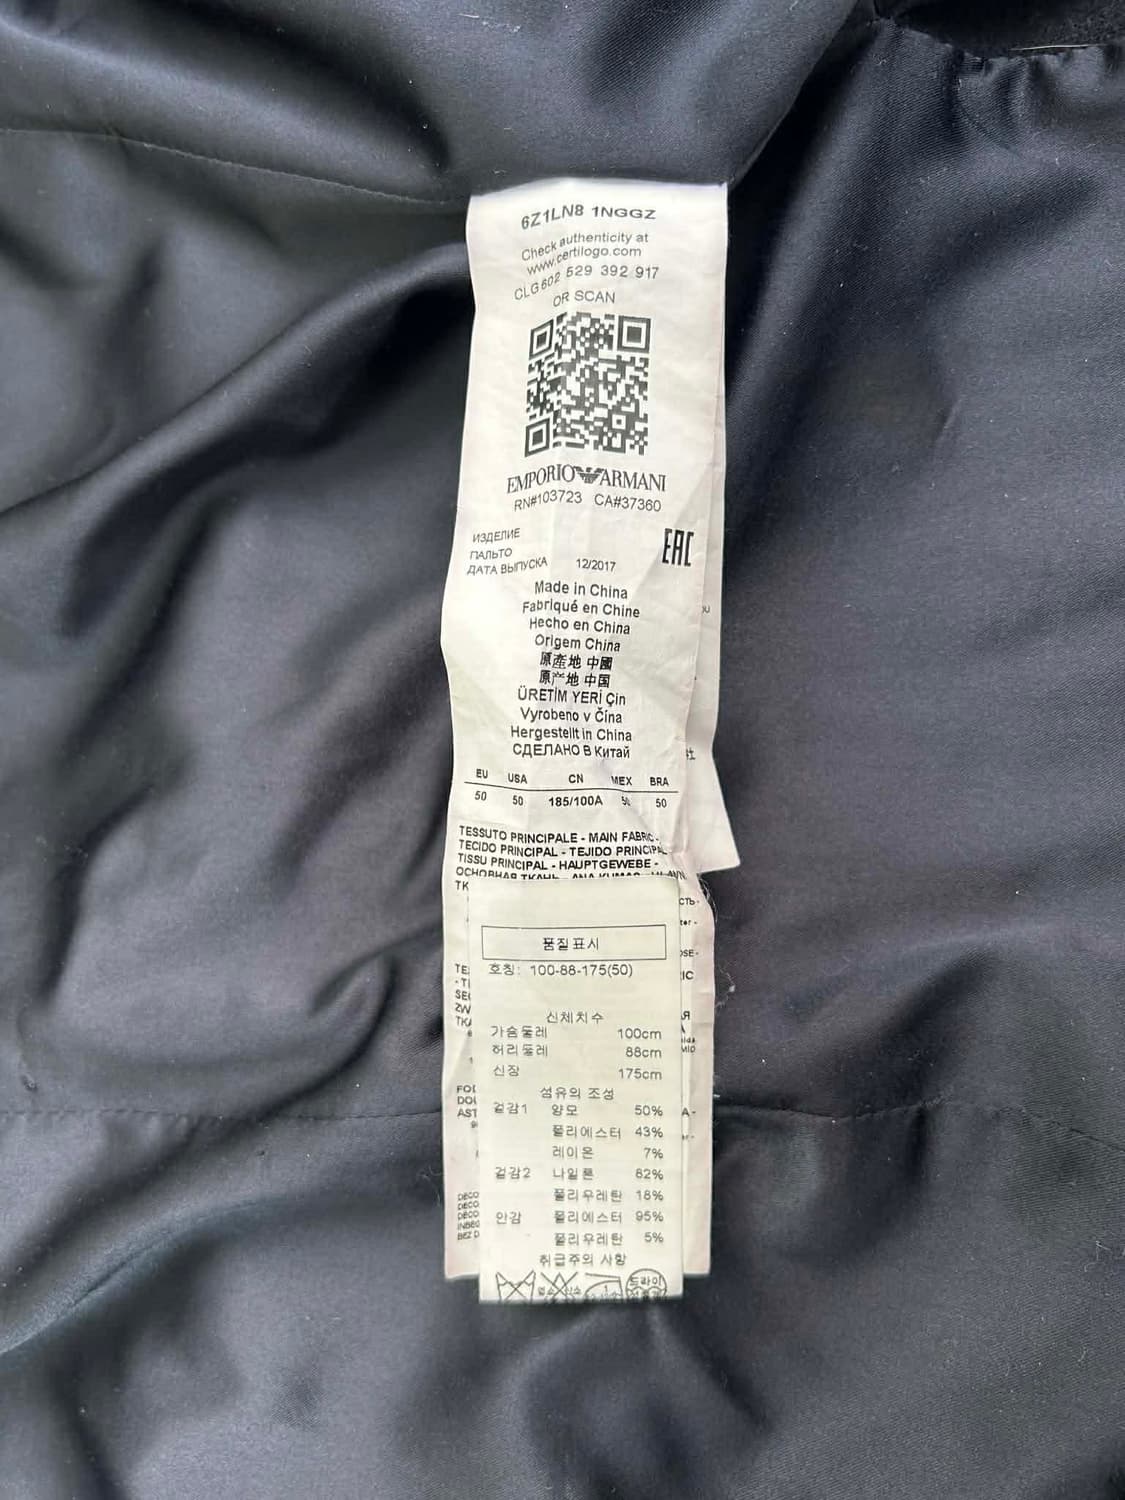 6Z1LN8 1NGGZ
Check authenticity at
www.certilogo.com
CLG 602 529 392 917
OR SCAN
EMPORIO ARMANI
RN#103723 CA#37360
ИЗДЕЛИЕ
ПАЛЬТО
ДАТА ВЫПУСКА 12/2017
EAC
Made in China
Fabriqué en Chine
Hecho en China
Origem China
原產地 中國
原产地 中国
ÜRETİM YERİ Çin
Vyrobeno v Čína
Hergestellt in China
СДЕЛАНО В Китай
EU USA CN MEX BRA
50 50 185/100A 50 50
TESSUTO PRINCIPALE - MAIN FABRIC -
TECIDO PRINCIPAL - TEJIDO PRINCIPAL
TISSU PRINCIPAL - HAUPTGEWEBE -
ОСНОВНАЯ ТКАНЬ - ANA KUMAŞ -
품질표시
호칭: 100-88-175(50)
신체치수
가슴둘레 100cm
허리둘레 88cm
신장 175cm
섬유의 조성
겉감1 양모 50%
폴리에스터 43%
레이온 7%
겉감2 나일론 82%
폴리우레탄 18%
안감 폴리에스터 95%
폴리우레탄 5%
취급주의 사항
드라이